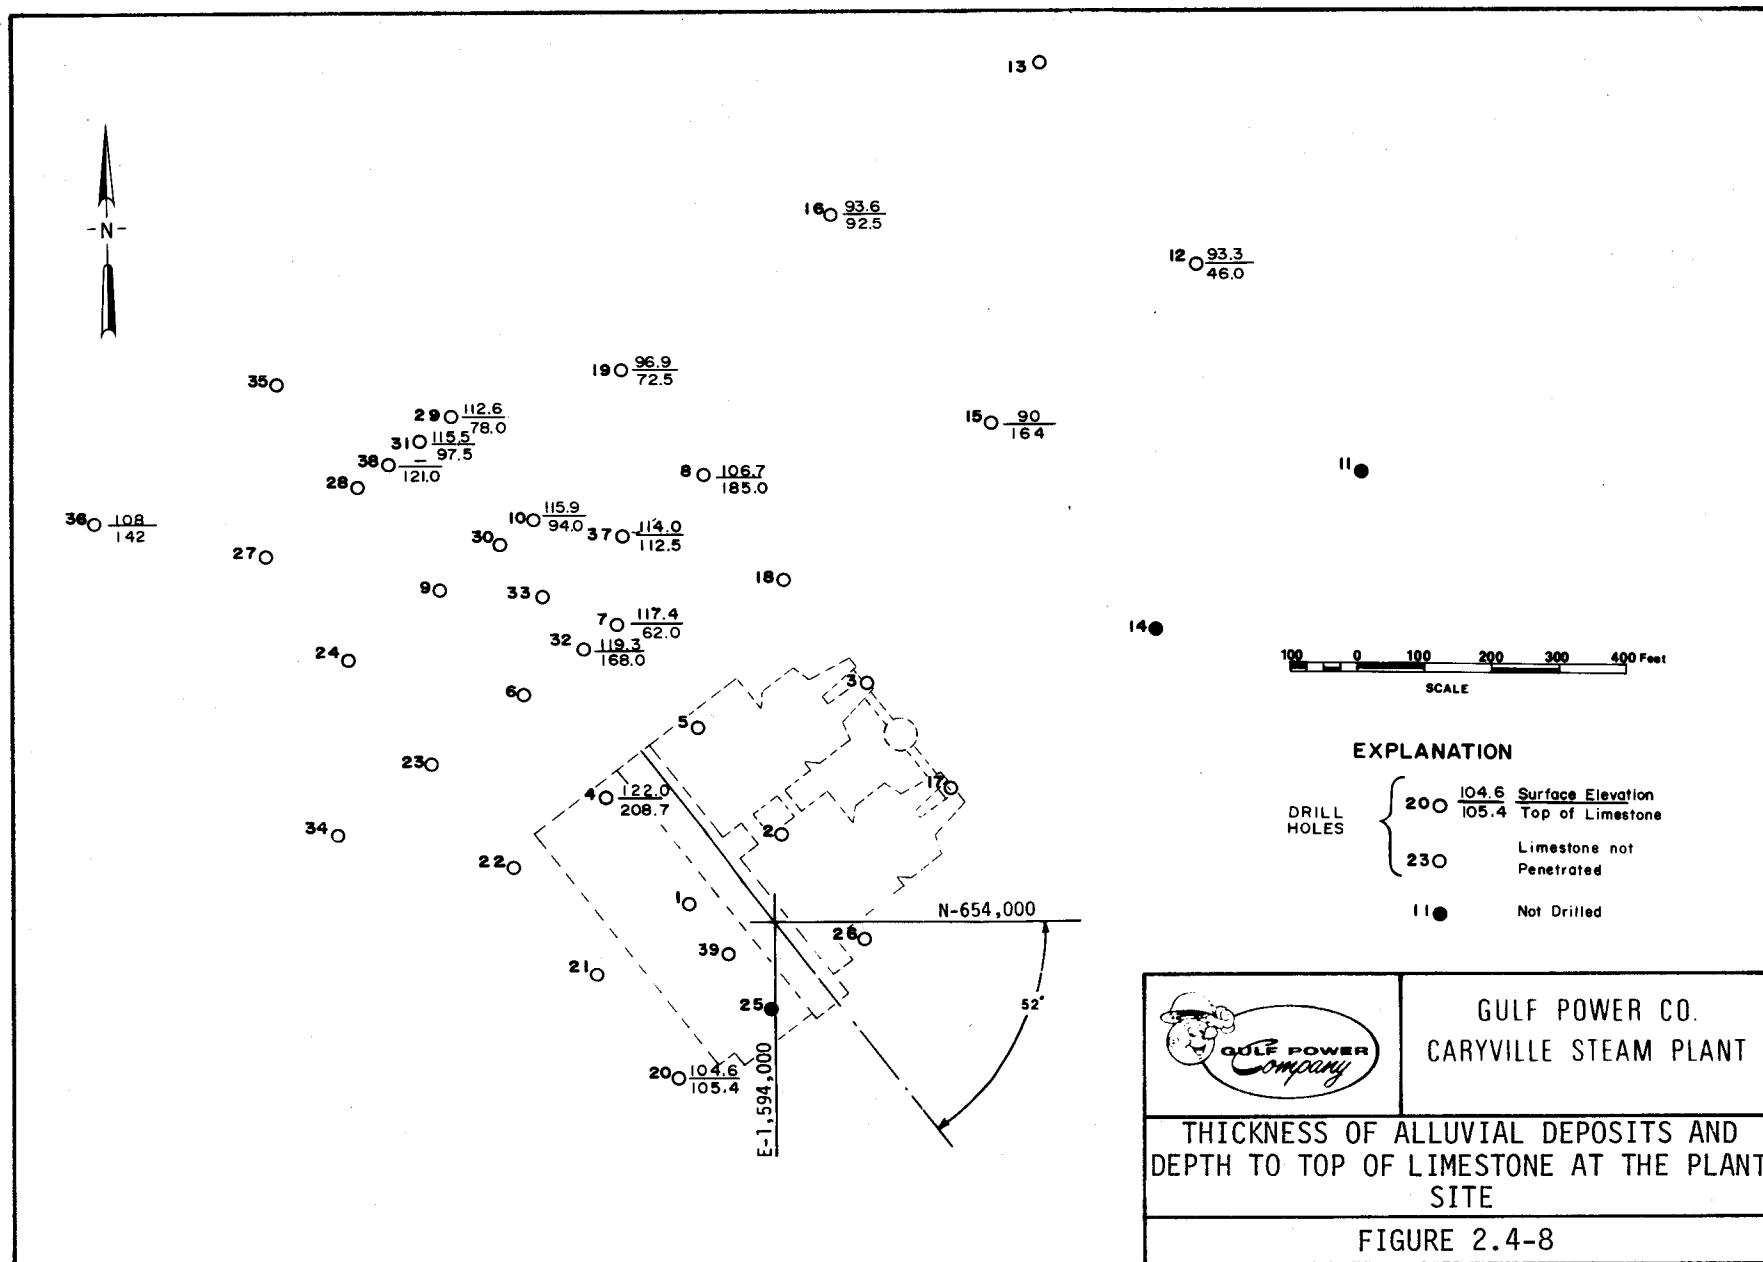 13
-N-
16 93.6
92.5
12 93.3
46.0
35
19 96.9
72.5
29 112.6
78.0
31 115.5
97.5
38 –
121.0
28
15 90
164
8 106.7
185.0
11
36 108
142
10 115.9
94.0
37 114.0
112.5
30
27
9
33
18
7 117.4
62.0
32 119.3
168.0
14
24
6
3
5
23
17
4 122.0
208.7
2
34
22
1
N-654,000
26
39
21
25
52°
20 104.6
105.4
E-1,594,000
100 0 100 200 300 400 Feet
SCALE
EXPLANATION
DRILL
HOLES
20 104.6 Surface Elevation
105.4 Top of Limestone
23 Limestone not
Penetrated
11 Not Drilled
GULF POWER
Company
GULF POWER CO.
CARYVILLE STEAM PLANT
THICKNESS OF ALLUVIAL DEPOSITS AND
DEPTH TO TOP OF LIMESTONE AT THE PLANT
SITE
FIGURE 2.4-8